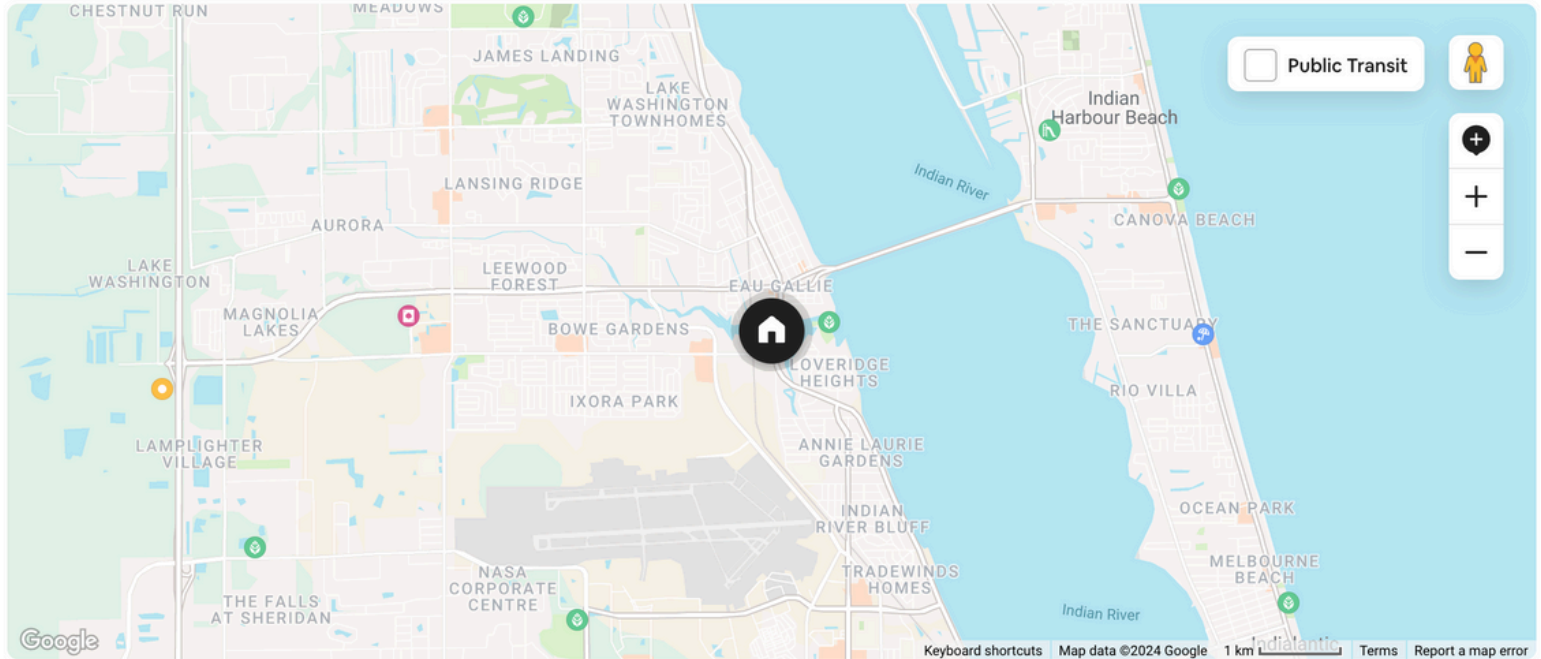 CHESTNUT RUN
MEADOWS
JAMES LANDING
LAKE
WASHINGTON
TOWNHOMES
Public Transit
Indian
Harbour Beach
LANSING RIDGE
Indian River
AURORA
CANOVA BEACH
LAKE
WASHINGTON
LEEWOOD
FOREST
EAU GALLIE
MAGNOLIA
LAKES
BOWE GARDENS
THE SANCTUARY
LOVERIDGE
HEIGHTS
IXORA PARK
RIO VILLA
LAMPLIGHTER
VILLAGE
ANNIE LAURIE
GARDENS
INDIAN
RIVER BLUFF
OCEAN PARK
NASA
CORPORATE
CENTRE
TRADEWINDS
HOMES
MELBOURNE
BEACH
THE FALLS
AT SHERIDAN
Indian River
Indialantic
Google
Keyboard shortcuts
Map data ©2024 Google
1 km
Terms
Report a map error